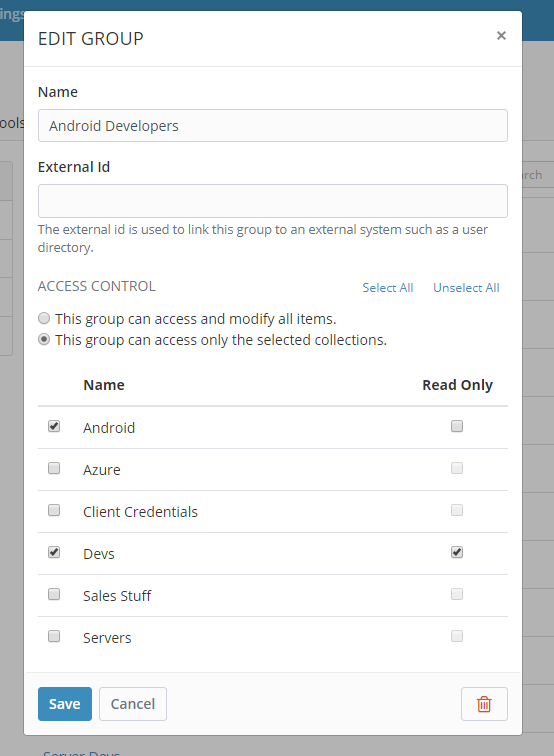 ings
EDIT GROUP ×
Name
ools
Android Developers
External Id
rch
The external id is used to link this group to an external system such as a user
directory.
ACCESS CONTROL Select All Unselect All
This group can access and modify all items.
This group can access only the selected collections.
Name Read Only
Android
Azure
Client Credentials
Devs
Sales Stuff
Servers
Save Cancel
Server Devs